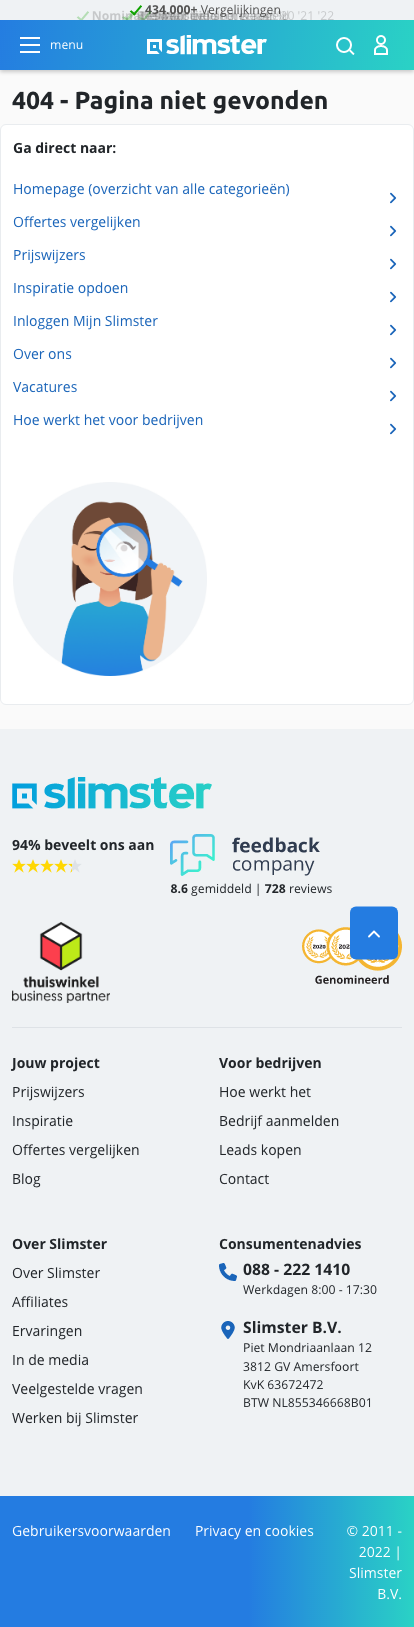 434.000+ Vergelijkingen
menu
slimster
404 - Pagina niet gevonden
Ga direct naar:
Homepage (overzicht van alle categorieën)
Offertes vergelijken
Prijswijzers
Inspiratie opdoen
Inloggen Mijn Slimster
Over ons
Vacatures
Hoe werkt het voor bedrijven
slimster
94% beveelt ons aan
feedback
company
8.6 gemiddeld | 728 reviews
thuiswinkel
business partner
2020
Genomineerd
Jouw project
Prijswijzers
Inspiratie
Offertes vergelijken
Blog
Voor bedrijven
Hoe werkt het
Bedrijf aanmelden
Leads kopen
Contact
Over Slimster
Over Slimster
Affiliates
Ervaringen
In de media
Veelgestelde vragen
Werken bij Slimster
Consumentenadvies
088 - 222 1410
Werkdagen 8:00 - 17:30
Slimster B.V.
Piet Mondriaanlaan 12
3812 GV Amersfoort
KvK 63672472
BTW NL855346668B01
Gebruikersvoorwaarden
Privacy en cookies
© 2011 -
2022 |
Slimster
B.V.